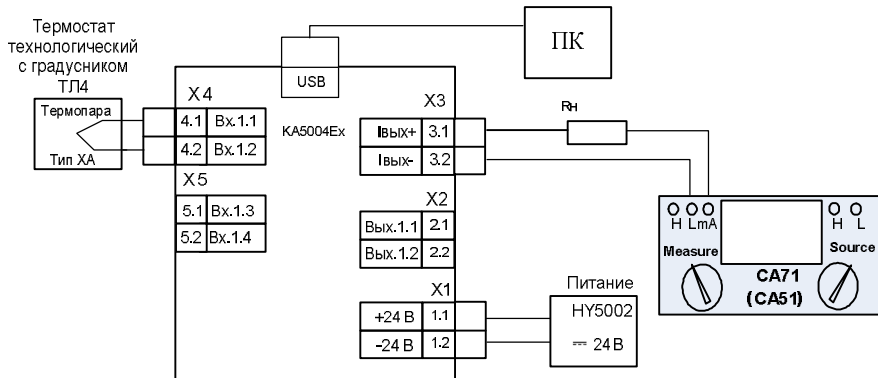 Термостат
технологический
с градусником
ТЛ4
Термопара
Тип ХА
X4
4.1 Вх.1.1
4.2 Вх.1.2
X5
5.1 Вх.1.3
5.2 Вх.1.4
USB
ПК
КА5004Ех
X3
Iвых+ 3.1
Iвых- 3.2
X2
Вых.1.1 2.1
Вых.1.2 2.2
X1
+24 В 1.1
-24 В 1.2
Rн
Питание
HY5002
24 В
H L mA H L
Measure Source
CA71
(CA51)